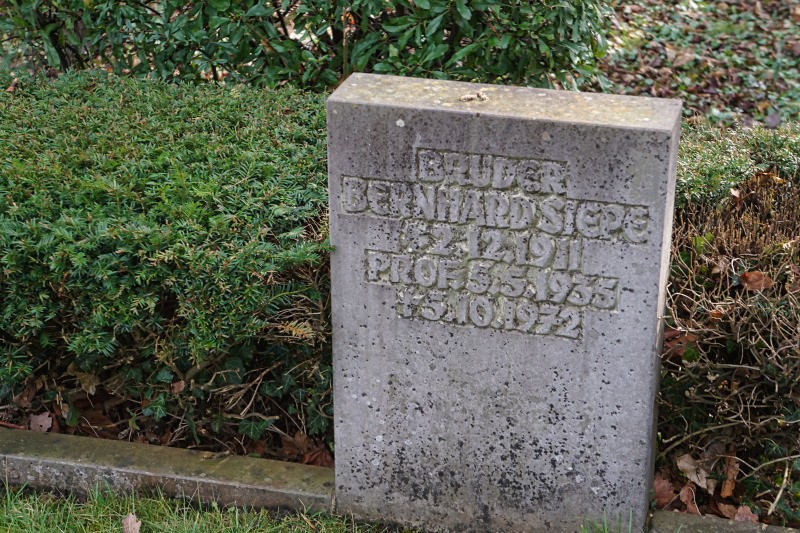 BRUDER
BERNHARD SIEPE
* 2.12.1911
PROF. 5.5.1935
† 5.10.1972